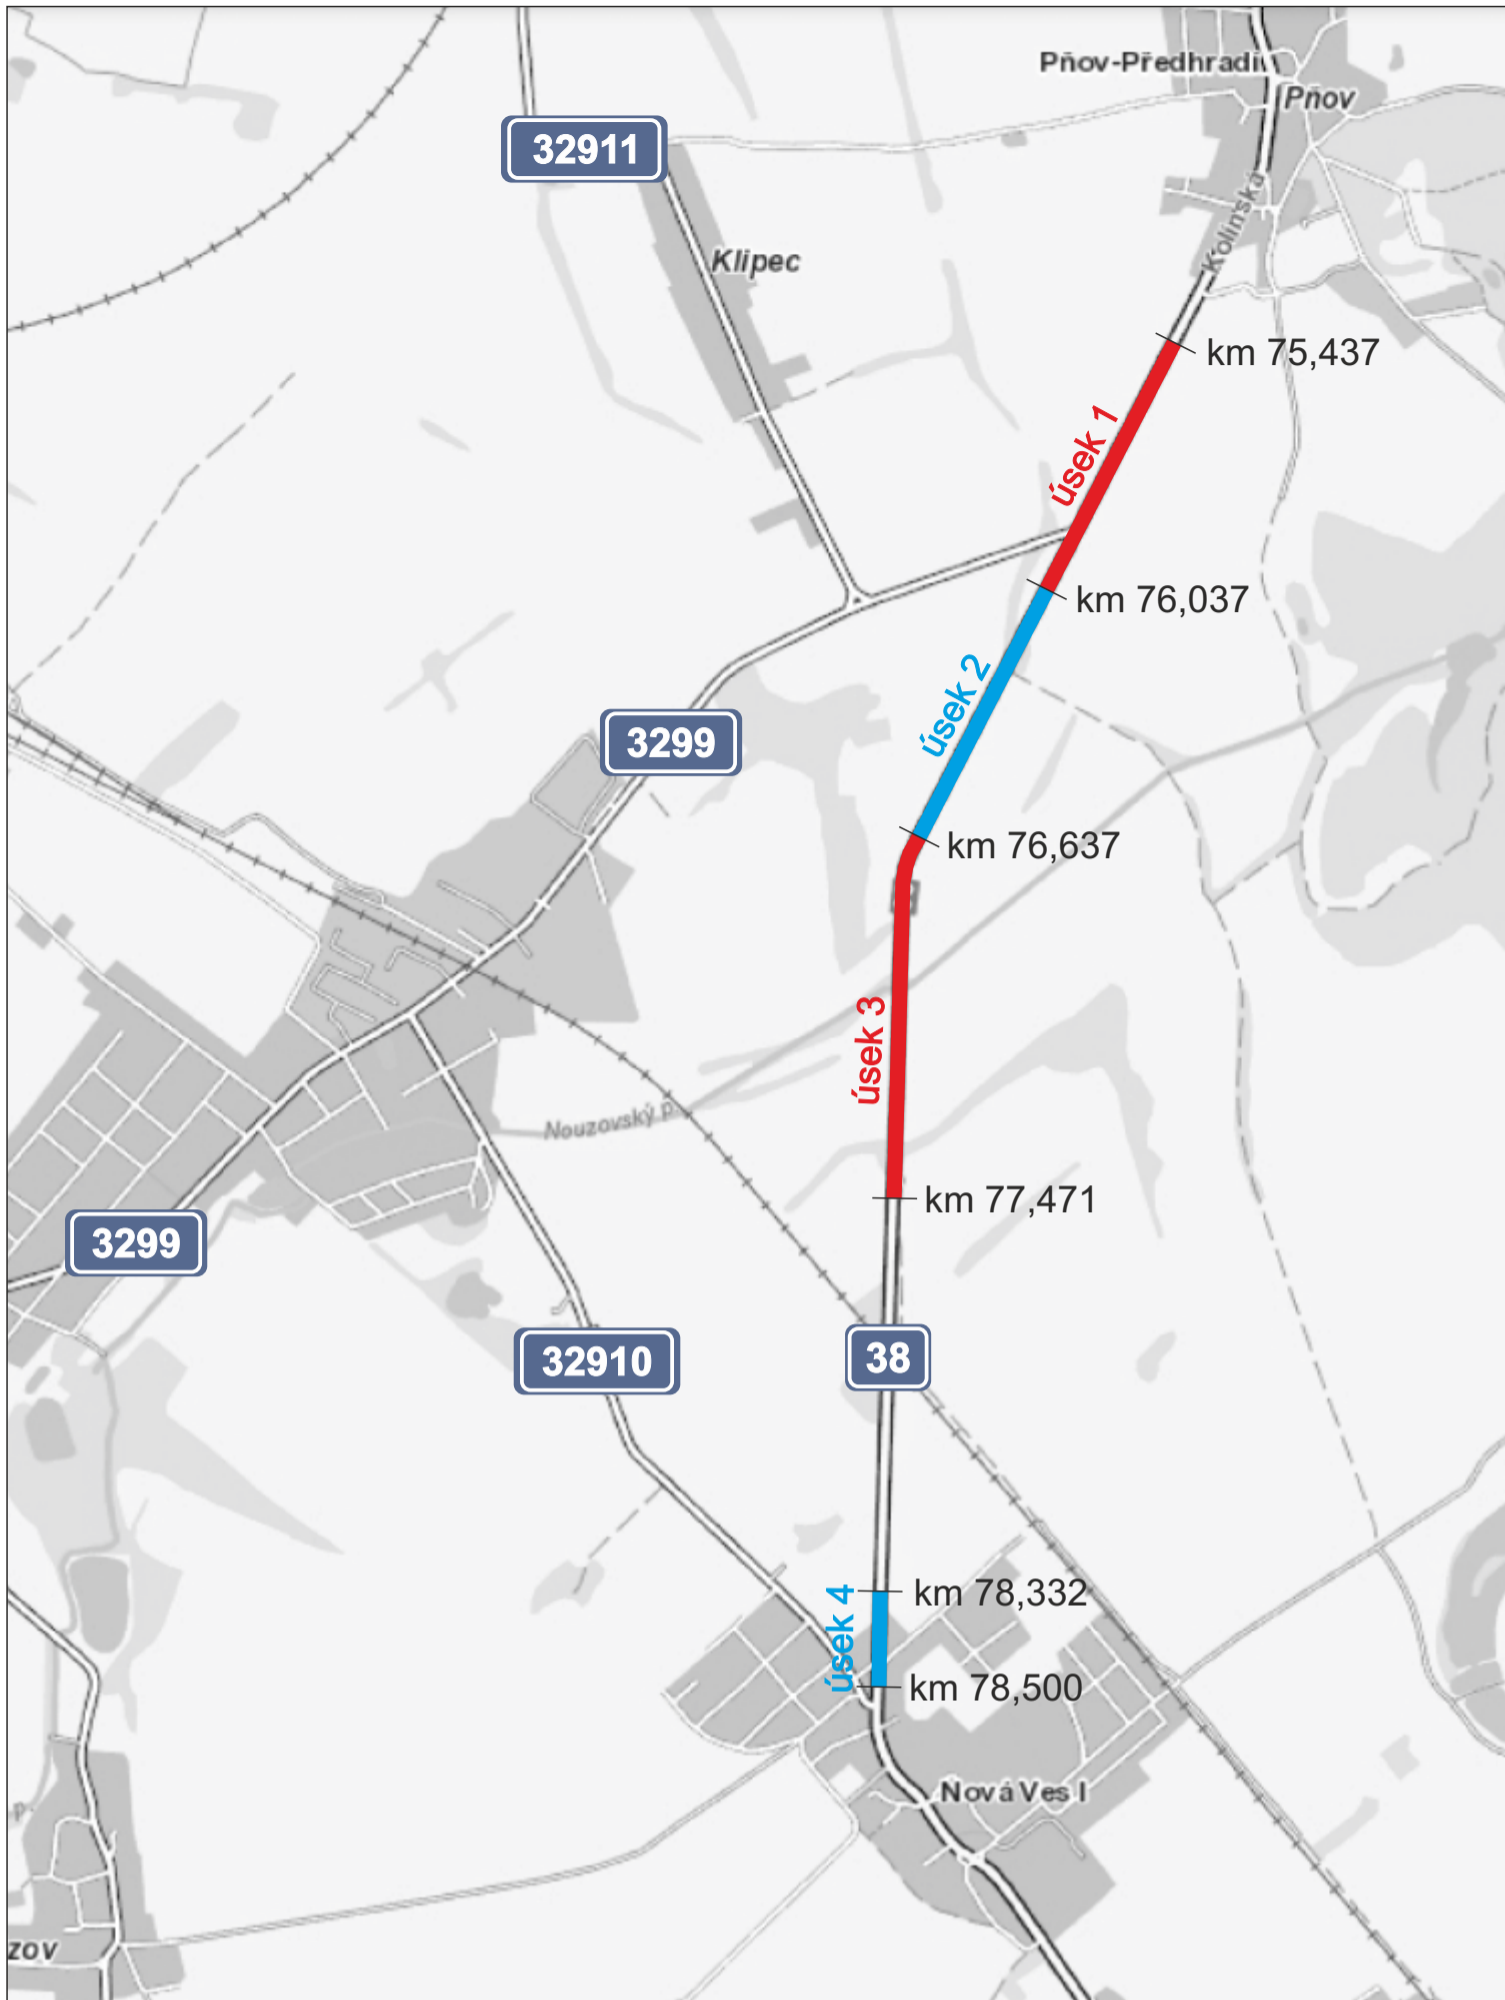 Pňov-Předhradí
Pňov
32911
Kolínská
Klipec
km 75,437
úsek 1
km 76,037
úsek 2
3299
km 76,637
úsek 3
Nouzovský p.
km 77,471
3299
32910
38
km 78,332
úsek 4
km 78,500
Nová Ves I
p.
zov